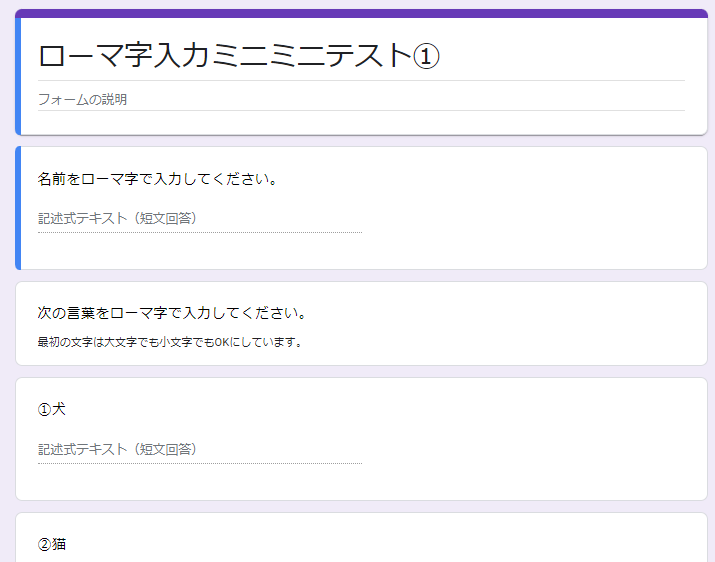 ローマ字入力ミニミニテスト①
フォームの説明
名前をローマ字で入力してください。
記述式テキスト（短文回答）
次の言葉をローマ字で入力してください。
最初の文字は大文字でも小文字でもOKにしています。
①犬
記述式テキスト（短文回答）
②猫